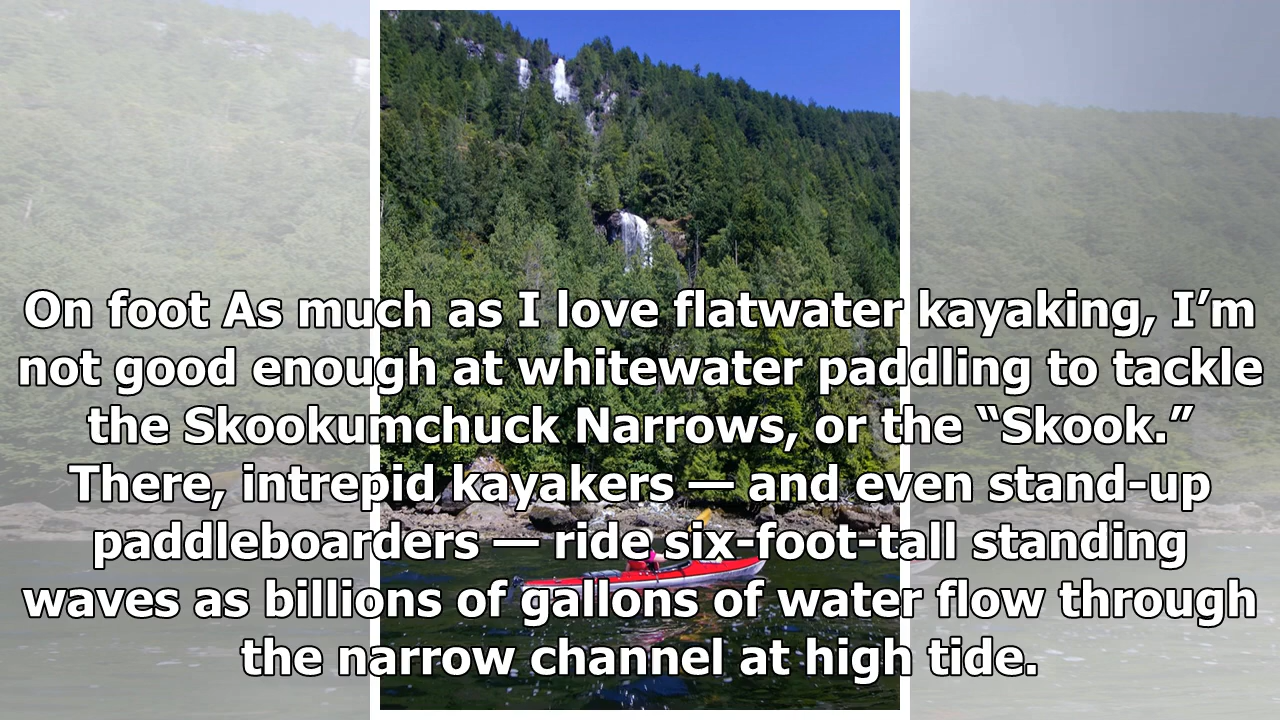 On foot As much as I love flatwater kayaking, I’m
not good enough at whitewater paddling to tackle
the Skookumchuck Narrows, or the “Skook.”
There, intrepid kayakers — and even stand-up
paddleboarders — ride six-foot-tall standing
waves as billions of gallons of water flow through
the narrow channel at high tide.